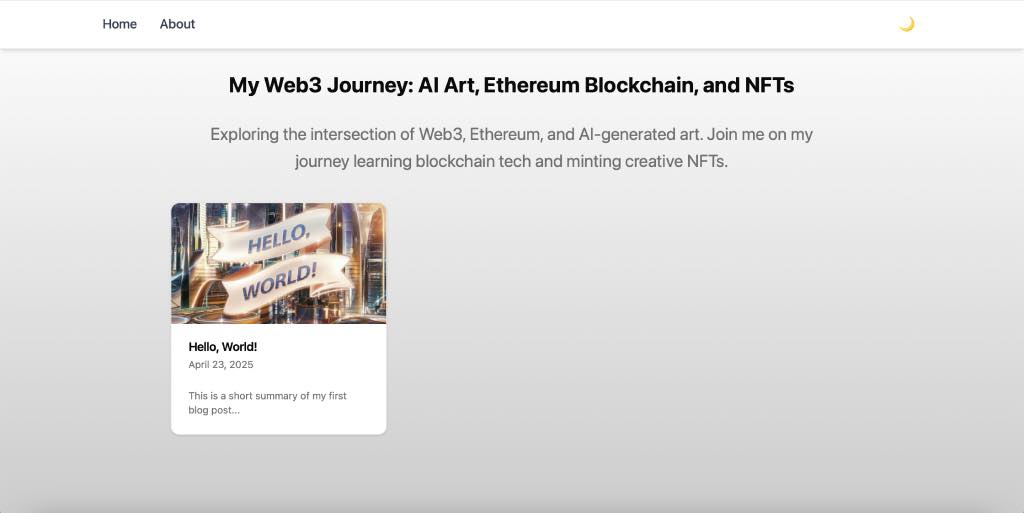 Home About
My Web3 Journey: AI Art, Ethereum Blockchain, and NFTs
Exploring the intersection of Web3, Ethereum, and AI-generated art. Join me on my
journey learning blockchain tech and minting creative NFTs.
HELLO,
WORLD!
Hello, World!
April 23, 2025
This is a short summary of my first
blog post...